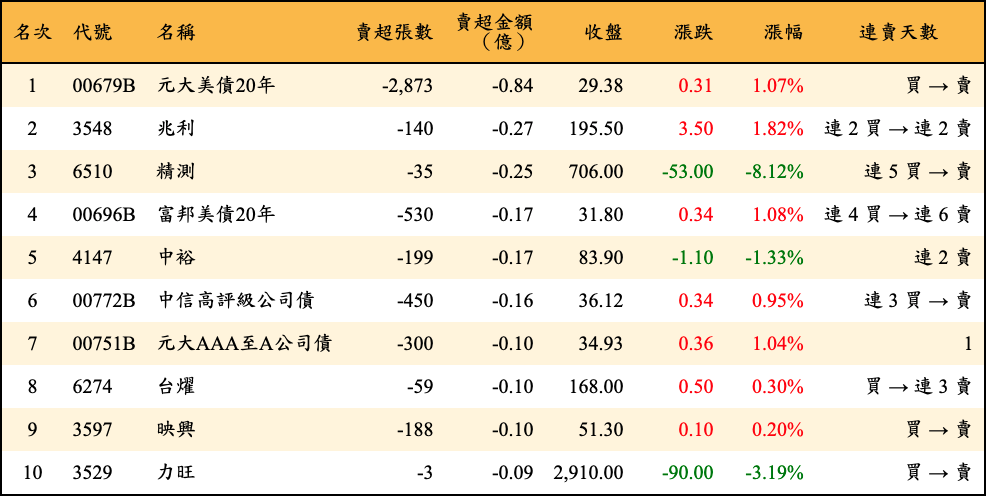 名次 代號 名稱 賣超張數 賣超金額（億） 收盤 漲跌 漲幅 連賣天數
1 00679B 元大美債20年 -2,873 -0.84 29.38 0.31 1.07% 買 → 賣
2 3548 兆利 -140 -0.27 195.50 3.50 1.82% 連 2 買 → 連 2 賣
3 6510 精測 -35 -0.25 706.00 -53.00 -8.12% 連 5 買 → 賣
4 00696B 富邦美債20年 -530 -0.17 31.80 0.34 1.08% 連 4 買 → 連 6 賣
5 4147 中裕 -199 -0.17 83.90 -1.10 -1.33% 連 2 賣
6 00772B 中信高評級公司債 -450 -0.16 36.12 0.34 0.95% 連 3 買 → 賣
7 00751B 元大AAA至A公司債 -300 -0.10 34.93 0.36 1.04% 1
8 6274 台燿 -59 -0.10 168.00 0.50 0.30% 買 → 連 3 賣
9 3597 映興 -188 -0.10 51.30 0.10 0.20% 買 → 賣
10 3529 力旺 -3 -0.09 2,910.00 -90.00 -3.19% 買 → 賣